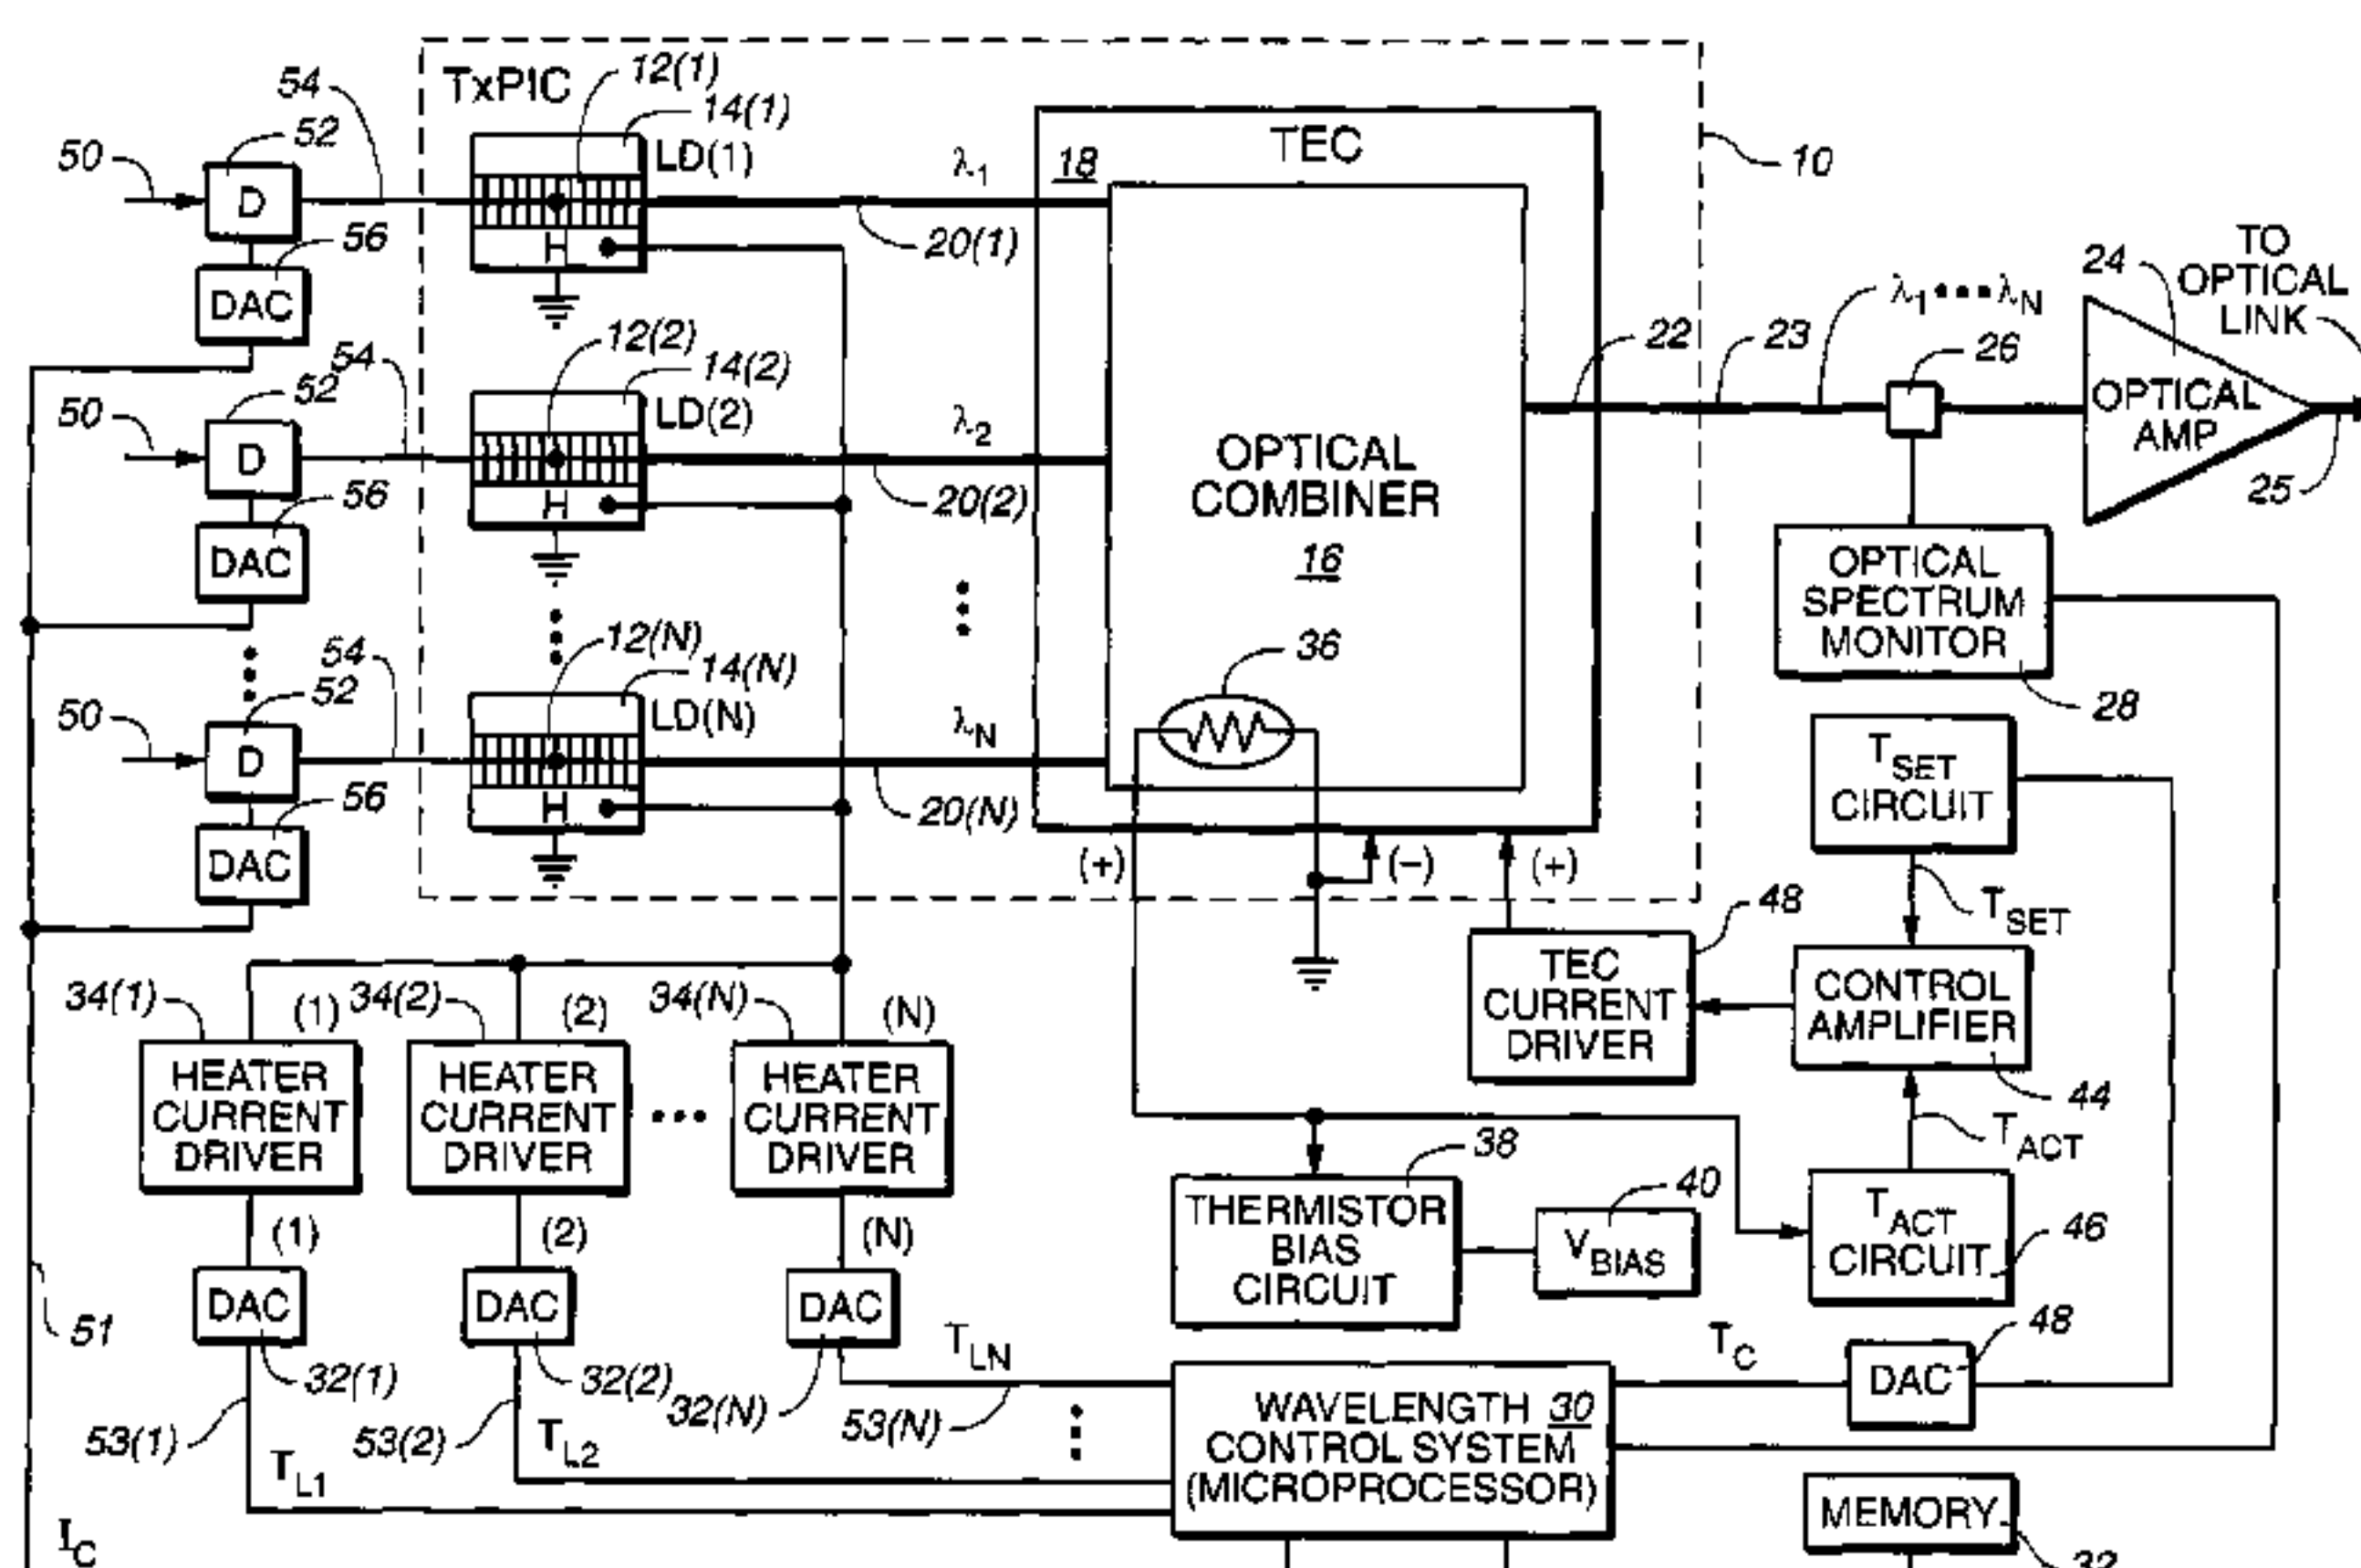 TxPIC
12(1)
54
14(1)
52
LD(1)
TEC
50
λ1
18
10
D
56
H
20(1)
TO
OPTICAL
LINK
24
DAC
λ1•••λN
12(2)
22
23
26
54
14(2)
52
LD(2)
50
λ2
OPTICAL
AMP
D
OPTICAL
COMBINER
56
H
20(2)
25
DAC
16
OPTICAL
SPECTRUM
MONITOR
12(N)
36
54
14(N)
52
LD(N)
50
λN
28
D
TSET
CIRCUIT
56
H
20(N)
DAC
(+)
(–)
(+)
48
TSET
34(1)
(1)
34(2)
(2)
34(N)
(N)
TEC
CURRENT
DRIVER
CONTROL
AMPLIFIER
HEATER
CURRENT
DRIVER
HEATER
CURRENT
DRIVER
•••
HEATER
CURRENT
DRIVER
44
TACT
38
THERMISTOR
BIAS
CIRCUIT
40
VBIAS
TACT
CIRCUIT
46
(1)
(2)
(N)
DAC
DAC
DAC
51
TLN
TC
48
DAC
32(1)
32(2)
32(N)
53(1)
53(2)
53(N)
WAVELENGTH 30
CONTROL SYSTEM
(MICROPROCESSOR)
TL1
TL2
MEMORY
IC
32